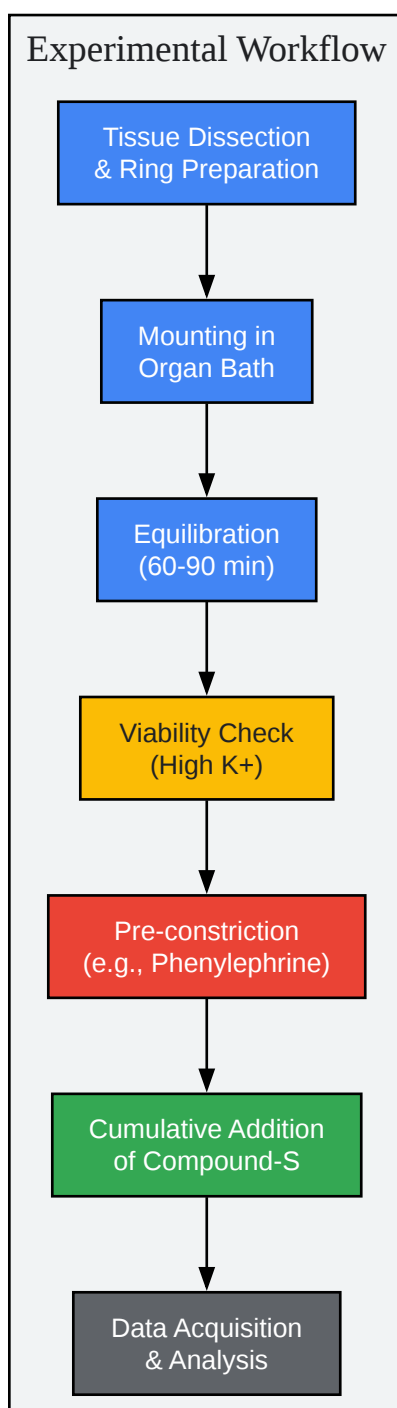 Experimental Workflow
Tissue Dissection
& Ring Preparation
Mounting in
Organ Bath
Equilibration
(60-90 min)
Viability Check
(High K+)
Pre-constriction
(e.g., Phenylephrine)
Cumulative Addition
of Compound-S
Data Acquisition
& Analysis